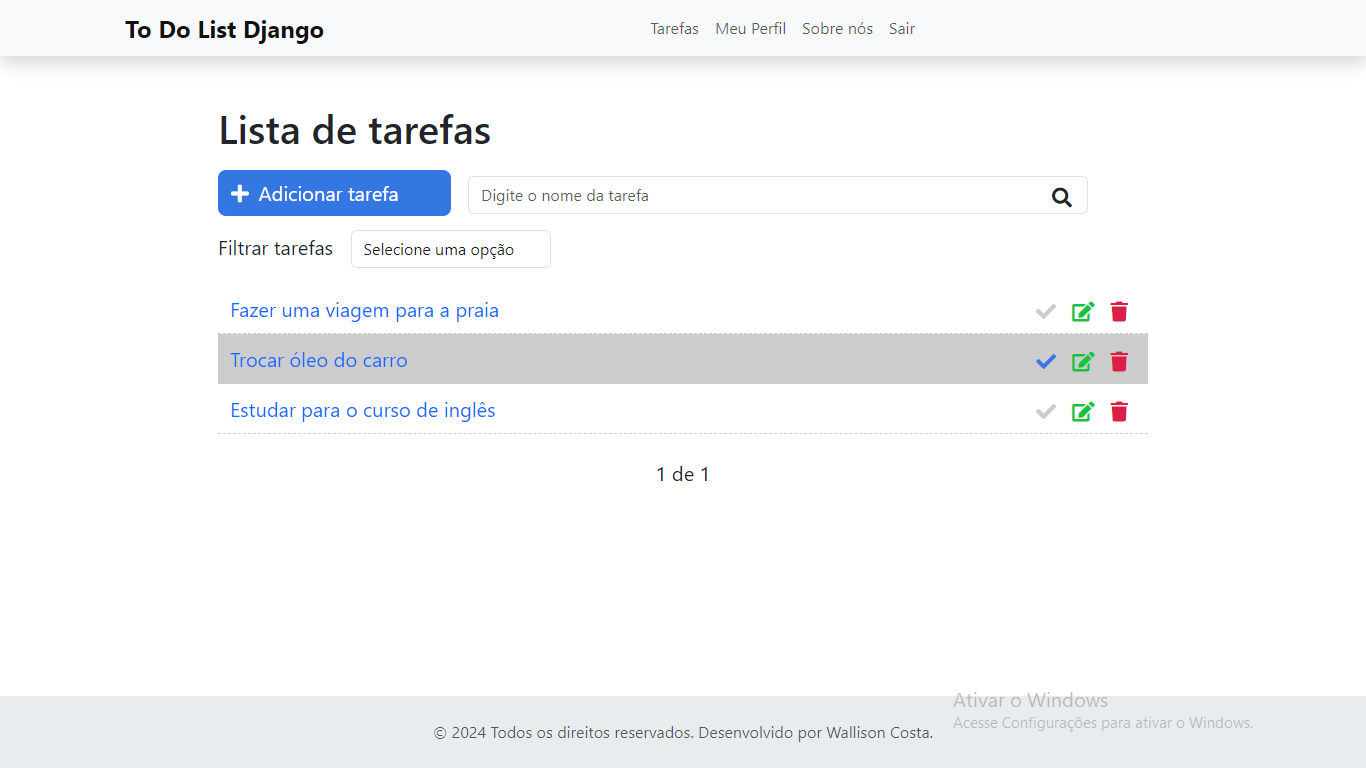 To Do List Django
Tarefas Meu Perfil Sobre nós Sair
Lista de tarefas
Adicionar tarefa
Digite o nome da tarefa
Filtrar tarefas
Selecione uma opção
Fazer uma viagem para a praia
Trocar óleo do carro
Estudar para o curso de inglês
1 de 1
Ativar o Windows
Acesse Configurações para ativar o Windows.
© 2024 Todos os direitos reservados. Desenvolvido por Wallison Costa.